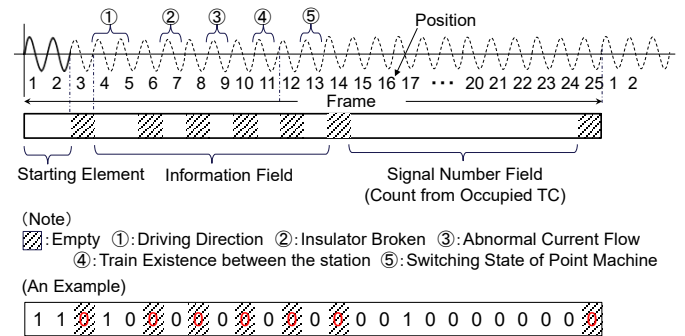 ① ② ③ ④ ⑤ Position
1 2 3 4 5 6 7 8 9 10 11 12 13 14 15 16 17 ··· 20 21 22 23 24 25 1 2
Frame
Starting Element Information Field Signal Number Field
(Count from Occupied TC)
(Note)
:Empty ①:Driving Direction ②:Insulator Broken ③:Abnormal Current Flow
④:Train Existence between the station ⑤:Switching State of Point Machine
(An Example)
1 1 0 1 0 0 0 0 0 0 0 0 0 0 0 1 0 0 0 0 0 0 0 0